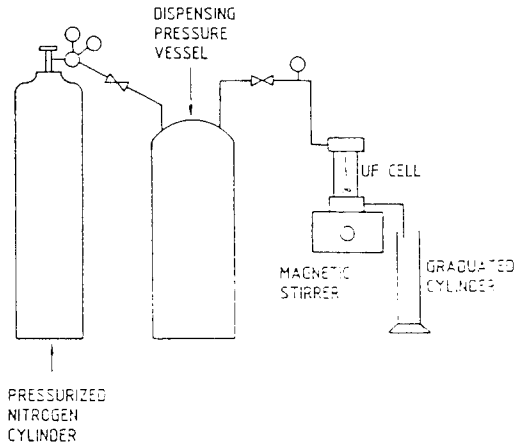 DISPENSING
PRESSURE
VESSEL
UF CELL
MAGNETIC
STIRRER
GRADUATED
CYLINDER
PRESSURIZED
NITROGEN
CYLINDER